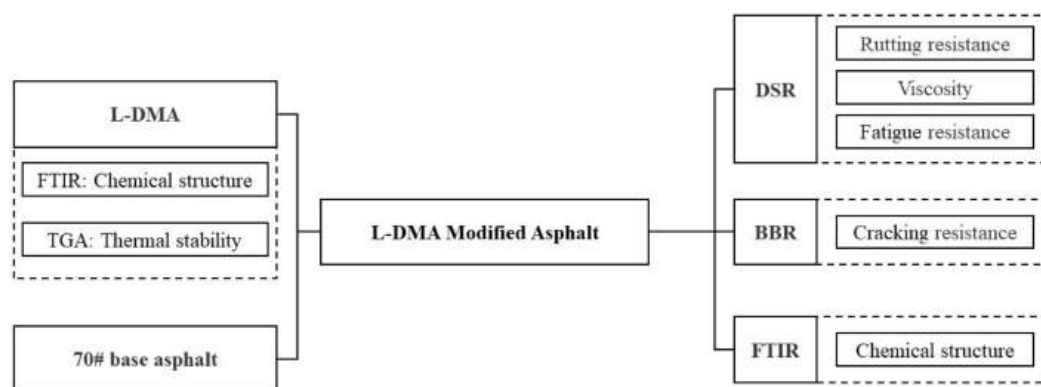 L-DMA
FTIR: Chemical structure
TGA: Thermal stability
70# base asphalt
L-DMA Modified Asphalt
DSR
Rutting resistance
Viscosity
Fatigue resistance
BBR
Cracking resistance
FTIR
Chemical structure